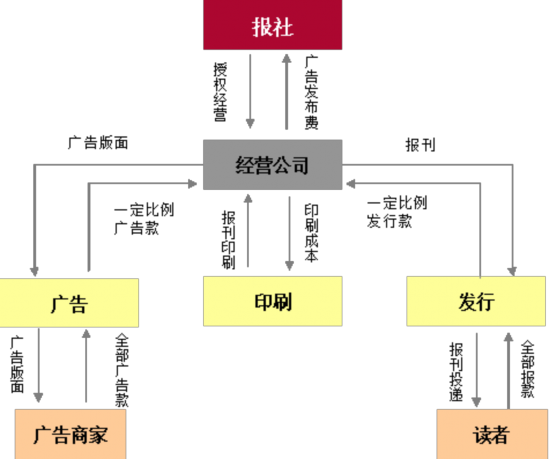 报社
授权经营
广告发布费
广告版面
经营公司
报刊
一定比例
广告款
报刊印刷
印刷成本
一定比例
发行款
广告
印刷
发行
广告版面
全部广告款
报刊投递
全部报款
广告商家
读者